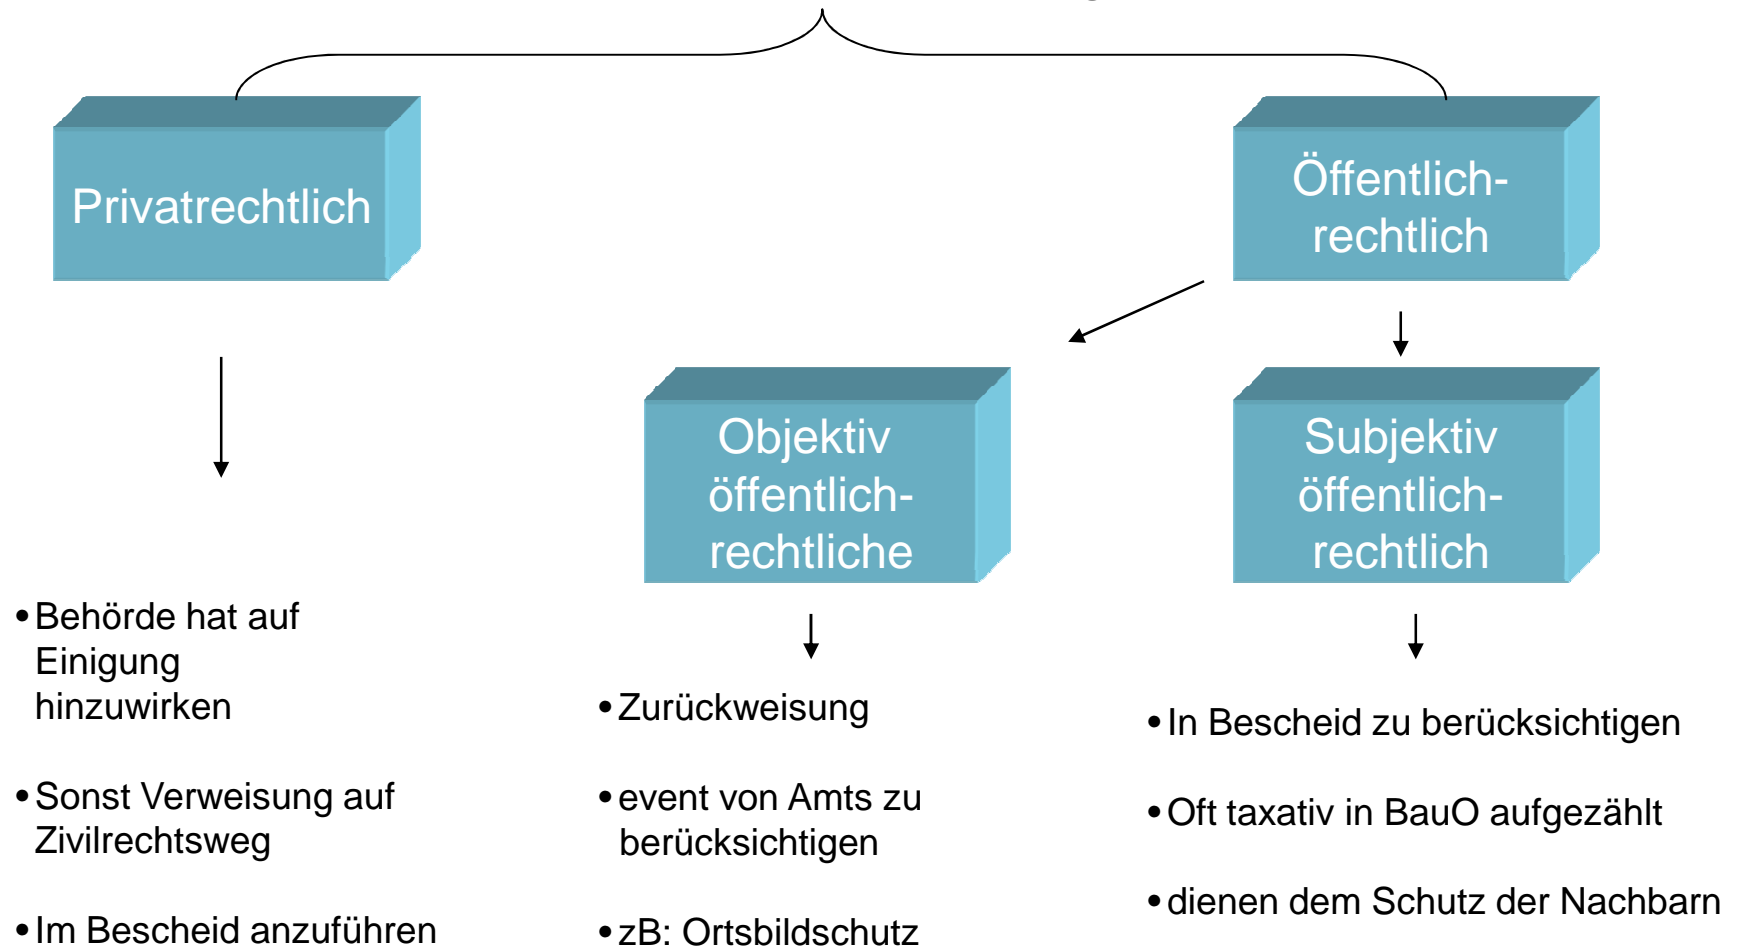 Privatrechtlich
Öffentlich-
rechtlich
Objektiv
öffentlich-
rechtliche
Subjektiv
öffentlich-
rechtlich
•Behörde hat auf
Einigung
hinzuwirken
•Sonst Verweisung auf
Zivilrechtsweg
•Im Bescheid anzuführen
•Zurückweisung
•event von Amts zu
berücksichtigen
•zB: Ortsbildschutz
•In Bescheid zu berücksichtigen
•Oft taxativ in BauO aufgezählt
•dienen dem Schutz der Nachbarn